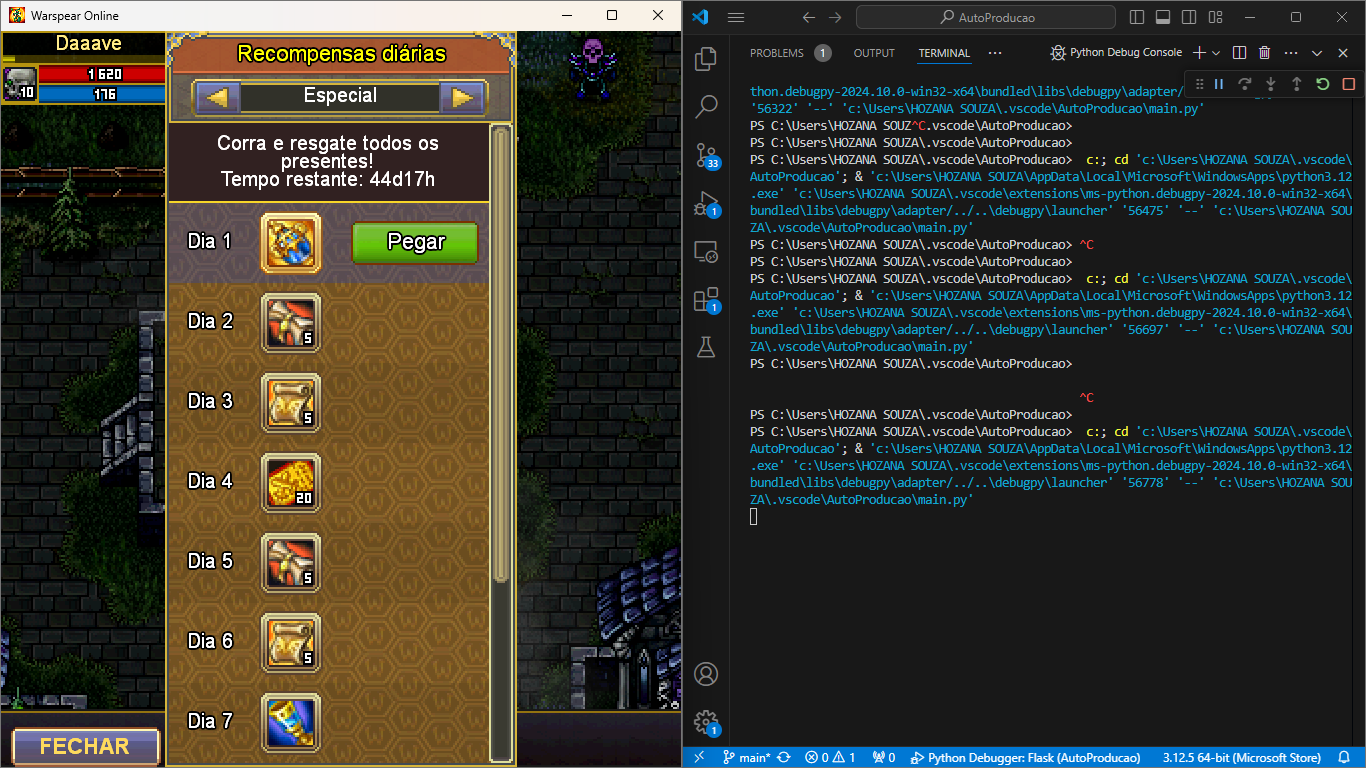 Warspear Online
Daaave
1 620
10
176
Recompensas diárias
Especial
Corra e resgate todos os
presentes!
Tempo restante: 44d17h
Dia 1
Pegar
Dia 2
5
Dia 3
5
Dia 4
20
Dia 5
5
Dia 6
5
Dia 7
FECHAR
AutoProducao
PROBLEMS 1 OUTPUT TERMINAL ··· Python Debug Console
thon.debugpy-2024.10.0-win32-x64\bundled\libs\debugpy\adapter/
'56322' '--' 'c:\Users\HOZANA SOUZA\.vscode\AutoProducao\main.py'
PS C:\Users\HOZANA SOUZ^C.vscode\AutoProducao>
PS C:\Users\HOZANA SOUZA\.vscode\AutoProducao>
PS C:\Users\HOZANA SOUZA\.vscode\AutoProducao>  c:; cd 'c:\Users\HOZANA SOUZA\.vscode\
AutoProducao'; & 'c:\Users\HOZANA SOUZA\AppData\Local\Microsoft\WindowsApps\python3.12
.exe' 'c:\Users\HOZANA SOUZA\.vscode\extensions\ms-python.debugpy-2024.10.0-win32-x64\
bundled\libs\debugpy\adapter/../..\debugpy\launcher' '56475' '--' 'c:\Users\HOZANA SOU
ZA\.vscode\AutoProducao\main.py'
PS C:\Users\HOZANA SOUZA\.vscode\AutoProducao> ^C
PS C:\Users\HOZANA SOUZA\.vscode\AutoProducao>
PS C:\Users\HOZANA SOUZA\.vscode\AutoProducao>  c:; cd 'c:\Users\HOZANA SOUZA\.vscode\
AutoProducao'; & 'c:\Users\HOZANA SOUZA\AppData\Local\Microsoft\WindowsApps\python3.12
.exe' 'c:\Users\HOZANA SOUZA\.vscode\extensions\ms-python.debugpy-2024.10.0-win32-x64\
bundled\libs\debugpy\adapter/../..\debugpy\launcher' '56697' '--' 'c:\Users\HOZANA SOU
ZA\.vscode\AutoProducao\main.py'
PS C:\Users\HOZANA SOUZA\.vscode\AutoProducao>
^C
PS C:\Users\HOZANA SOUZA\.vscode\AutoProducao>
PS C:\Users\HOZANA SOUZA\.vscode\AutoProducao>  c:; cd 'c:\Users\HOZANA SOUZA\.vscode\
AutoProducao'; & 'c:\Users\HOZANA SOUZA\AppData\Local\Microsoft\WindowsApps\python3.12
.exe' 'c:\Users\HOZANA SOUZA\.vscode\extensions\ms-python.debugpy-2024.10.0-win32-x64\
bundled\libs\debugpy\adapter/../..\debugpy\launcher' '56778' '--' 'c:\Users\HOZANA SOU
ZA\.vscode\AutoProducao\main.py'
33
1
1
1
main* 0 1 0 Python Debugger: Flask (AutoProducao) 3.12.5 64-bit (Microsoft Store)